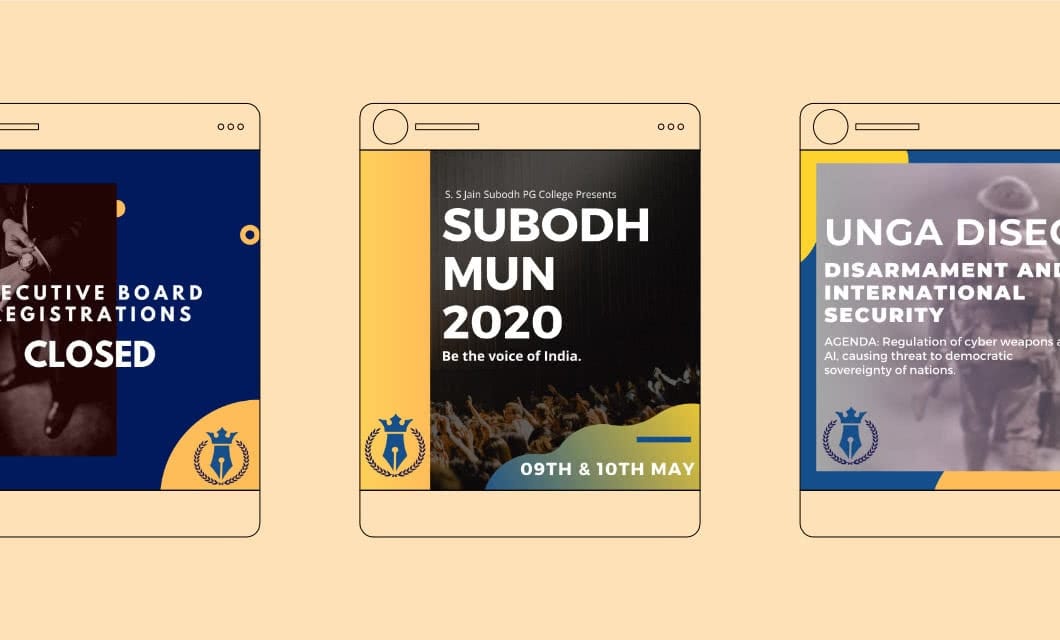 ECUTIVE BOARD
EGISTRATIONS
CLOSED
S. S Jain Subodh PG College Presents
SUBODH
MUN
2020
Be the voice of India.
09TH & 10TH MAY
UNGA DISEC
DISARMAMENT AND
INTERNATIONAL
SECURITY
AGENDA: Regulation of cyber weapons a
AI, causing threat to democratic
sovereignty of nations.